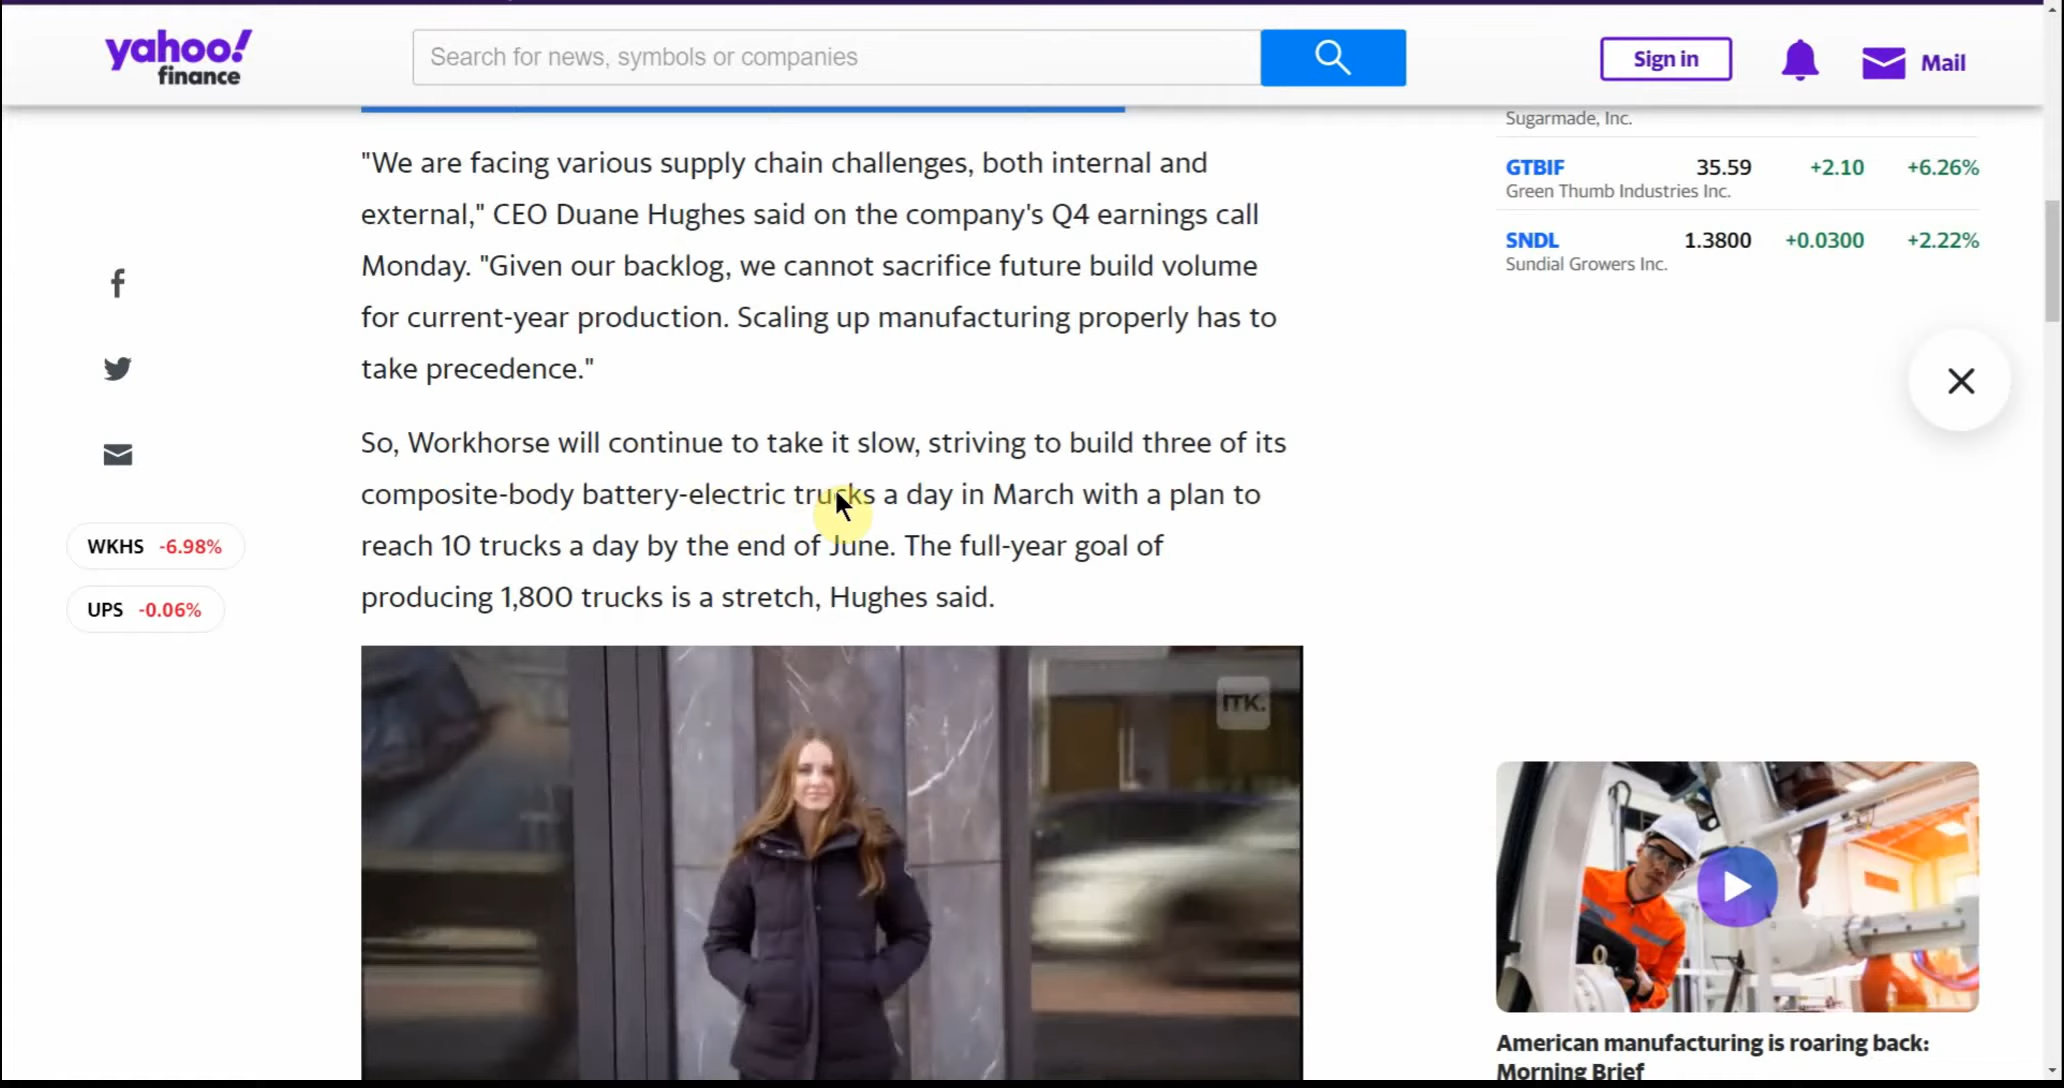 yahoo!
finance
Search for news, symbols or companies
Sign in
Mail
"We are facing various supply chain challenges, both internal and
external," CEO Duane Hughes said on the company's Q4 earnings call
Monday. "Given our backlog, we cannot sacrifice future build volume
for current-year production. Scaling up manufacturing properly has to
take precedence."
So, Workhorse will continue to take it slow, striving to build three of its
composite-body battery-electric trucks a day in March with a plan to
reach 10 trucks a day by the end of June. The full-year goal of
producing 1,800 trucks is a stretch, Hughes said.
WKHS -6.98%
UPS -0.06%
ITK.
Sugarmade, Inc.
GTBIF 35.59 +2.10 +6.26%
Green Thumb Industries Inc.
SNDL 1.3800 +0.0300 +2.22%
Sundial Growers Inc.
American manufacturing is roaring back:
Morning Brief